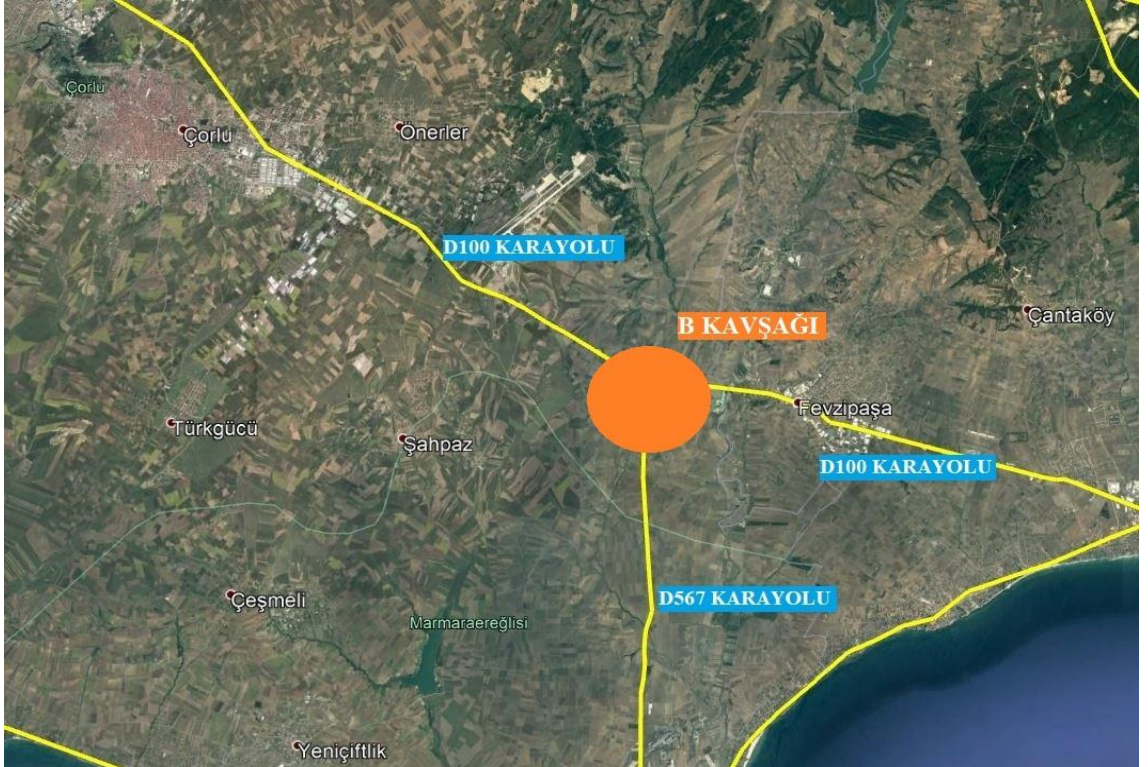 Çorlu
Çorlu
Önerler
D100 KARAYOLU
B KAVŞAĞI
Çantaköy
Türkgücü
Şahpaz
Fevzipaşa
D100 KARAYOLU
Çeşmeli
D567 KARAYOLU
Marmaraereğlisi
Yeniçiftlik